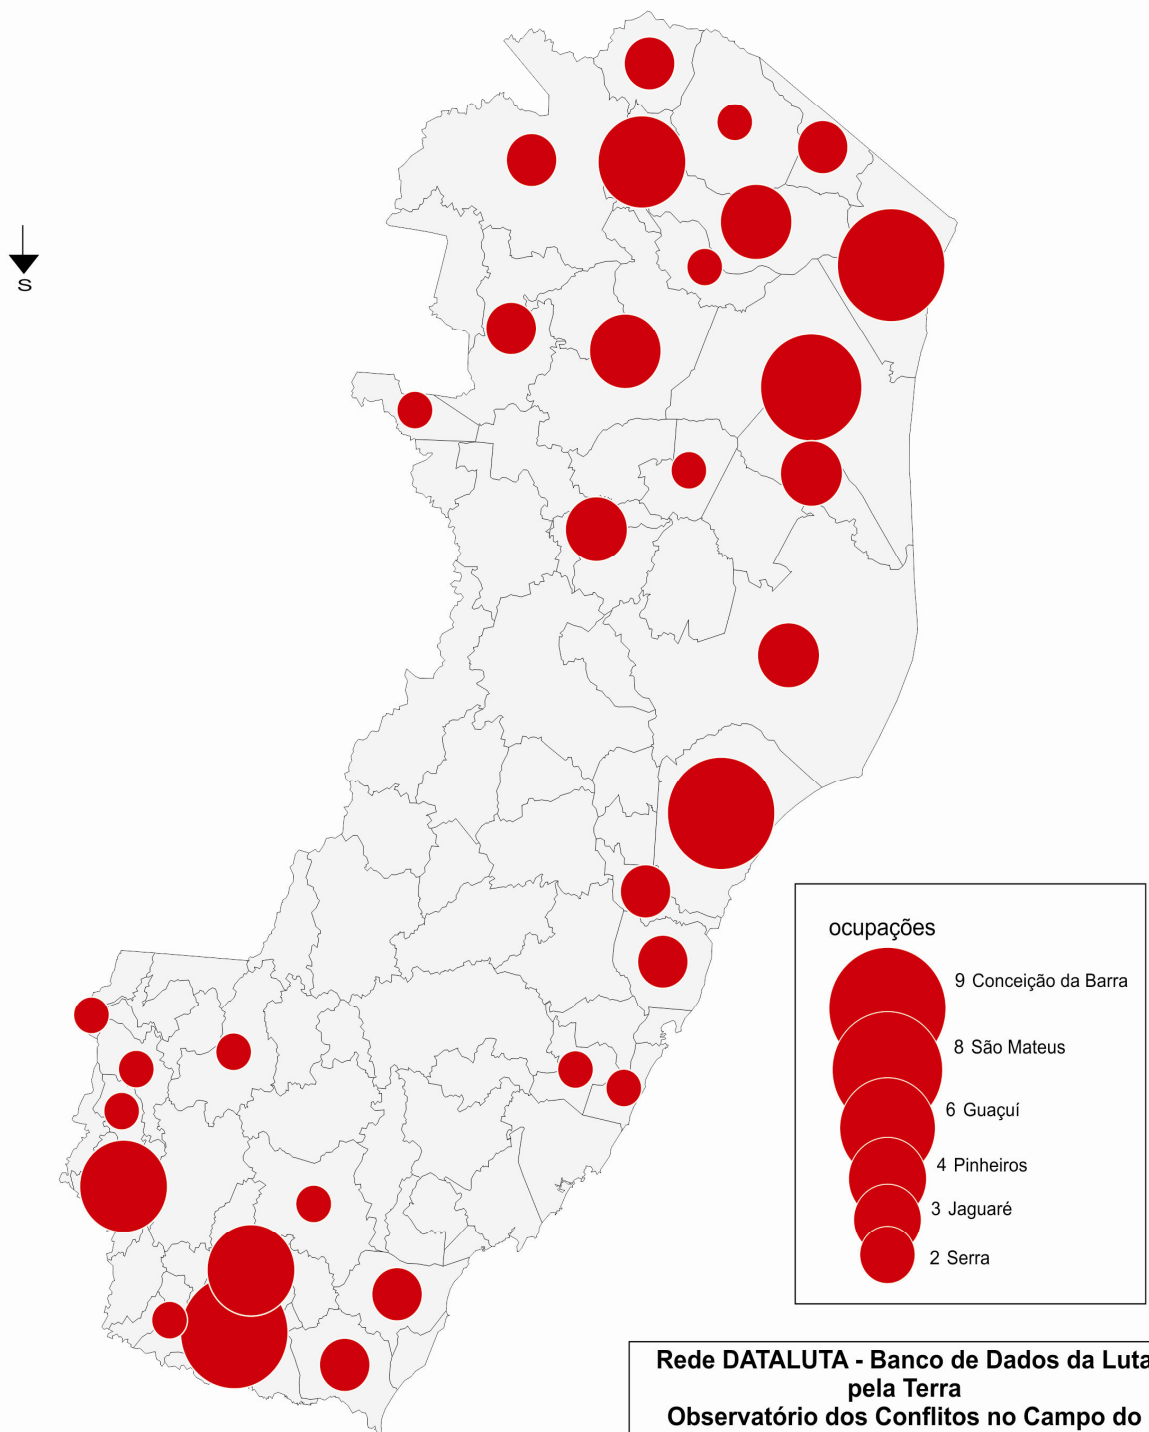 S
ocupações
9 Conceição da Barra
8 São Mateus
6 Guaçuí
4 Pinheiros
3 Jaguaré
2 Serra
Rede DATALUTA - Banco de Dados da Luta
pela Terra
Observatório dos Conflitos no Campo do